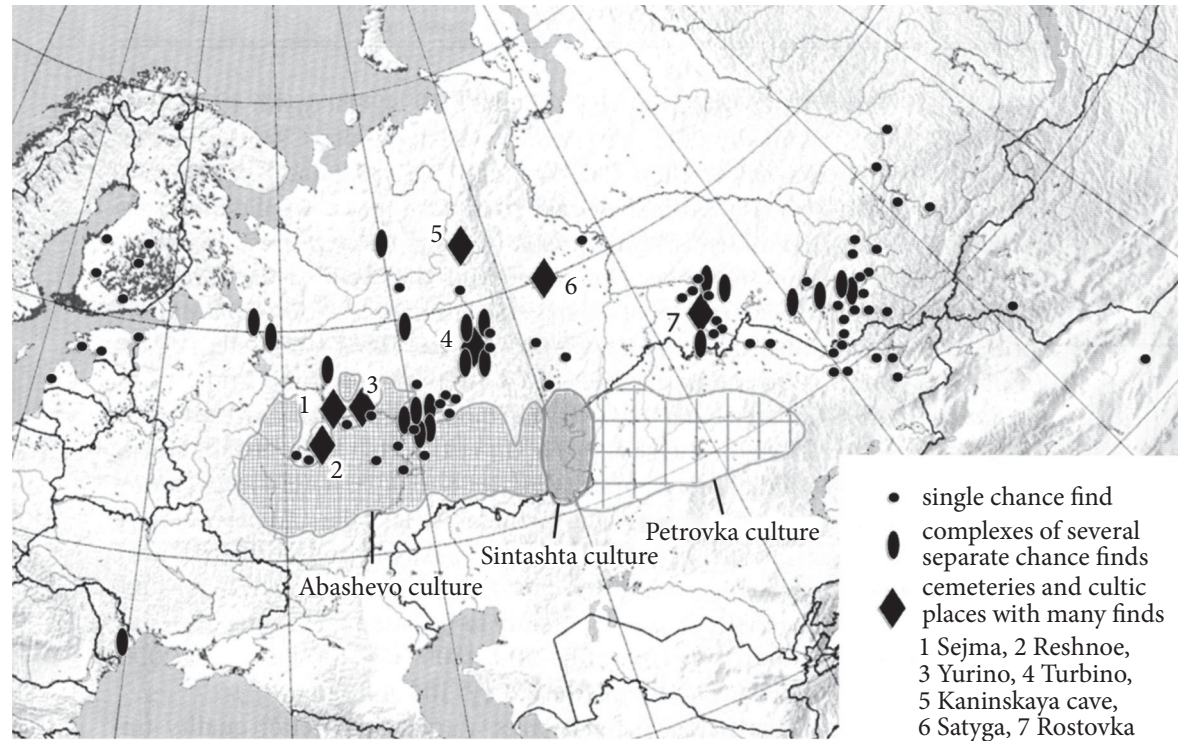 5
6
7
4
3
1
2
Petrovka culture
Sintashta culture
Abashevo culture
single chance find
complexes of several
separate chance finds
cemeteries and cultic
places with many finds
1 Sejma, 2 Reshnoe,
3 Yurino, 4 Turbino,
5 Kaninskaya cave,
6 Satyga, 7 Rostovka